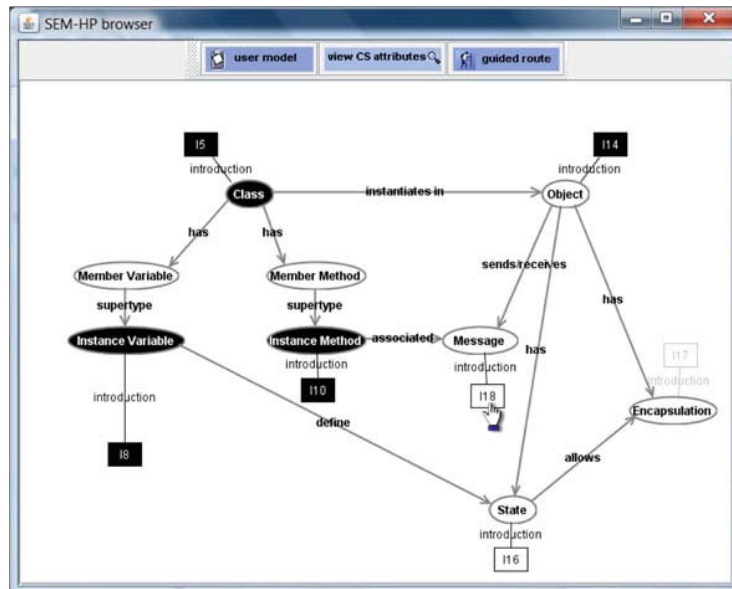 SEM-HP browser
user model
view CS attributes
guided route
I5
I14
introduction
introduction
Class
instantiates in
Object
has
has
sends/receives
Member Variable
Member Method
has
supertype
supertype
Instance Variable
Instance Method
associated
Message
has
I17
introduction
introduction
introduction
introduction
I10
I18
Encapsulation
define
I8
allows
State
introduction
I16